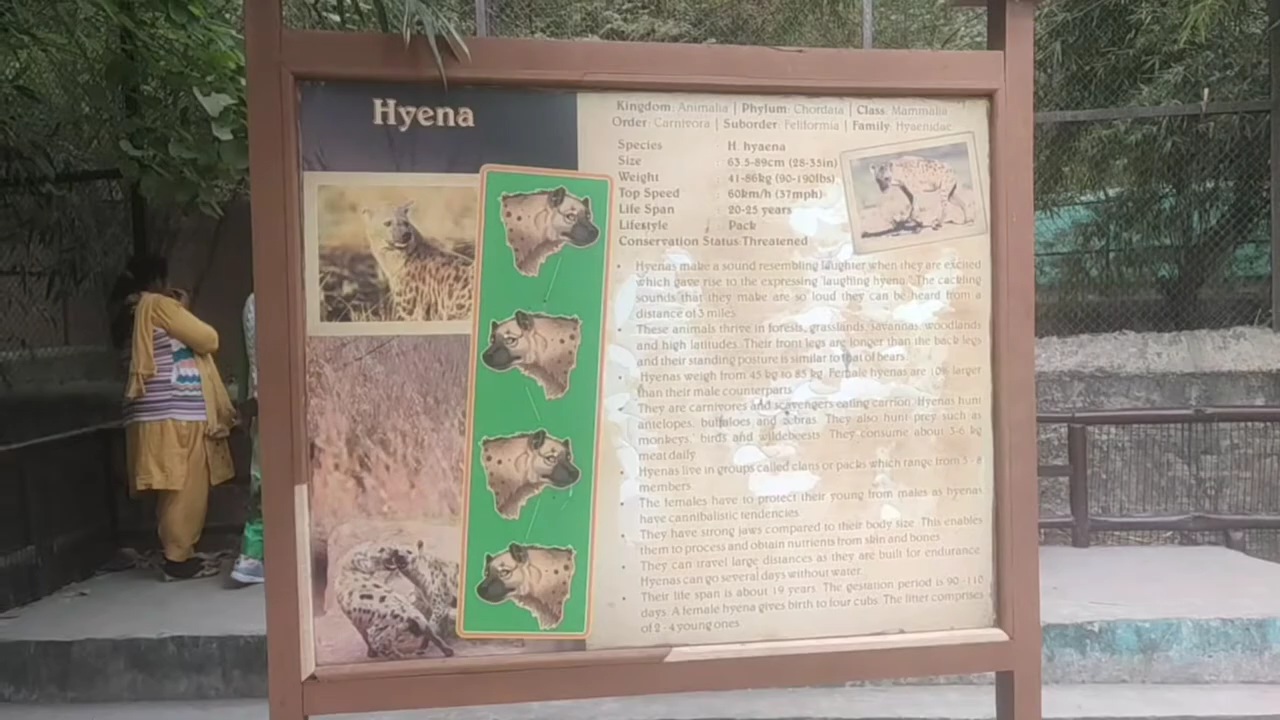 Hyena
Kingdom: Animalia | Phylum: Chordata | Class: Mammalia
Order: Carnivora | Suborder: Feliformia | Family: Hyaenidae
Species : H. hyaena
Size : 63.5-89cm (28-35in)
Weight : 41-86kg (90-190lbs)
Top Speed : 60km/h (37mph)
Life Span : 20-25 years
Lifestyle : Pack
Conservation Status Threatened
• Hyenas make a sound resembling laughter when they are excited
which gave rise to the expressing "laughing hyena." The cackling
sounds that they make are so loud they can be heard from a
distance of 3 miles.
• These animals thrive in forests, grasslands, savannas, woodlands
and high latitudes. Their front legs are longer than the back legs
and their standing posture is similar to that of bears.
• Hyenas weigh from 45 kg to 85 kg. Female hyenas are 10% larger
than their male counterparts.
• They are carnivores and scavengers eating carrion. Hyenas hunt
antelopes, buffaloes and zebras. They also hunt prey such as
monkeys, birds and wildebeests. They consume about 3-6 kg
meat daily.
• Hyenas live in groups called clans or packs which range from 5 - 8
members.
• The females have to protect their young from males as hyenas
have cannibalistic tendencies.
• They have strong jaws compared to their body size. This enables
them to process and obtain nutrients from skin and bones
• They can travel large distances as they are built for endurance.
Hyenas can go several days without water.
• Their life span is about 19 years. The gestation period is 90 -110
days. A female hyena gives birth to four cubs. The litter comprises
of 2 - 4 young ones.